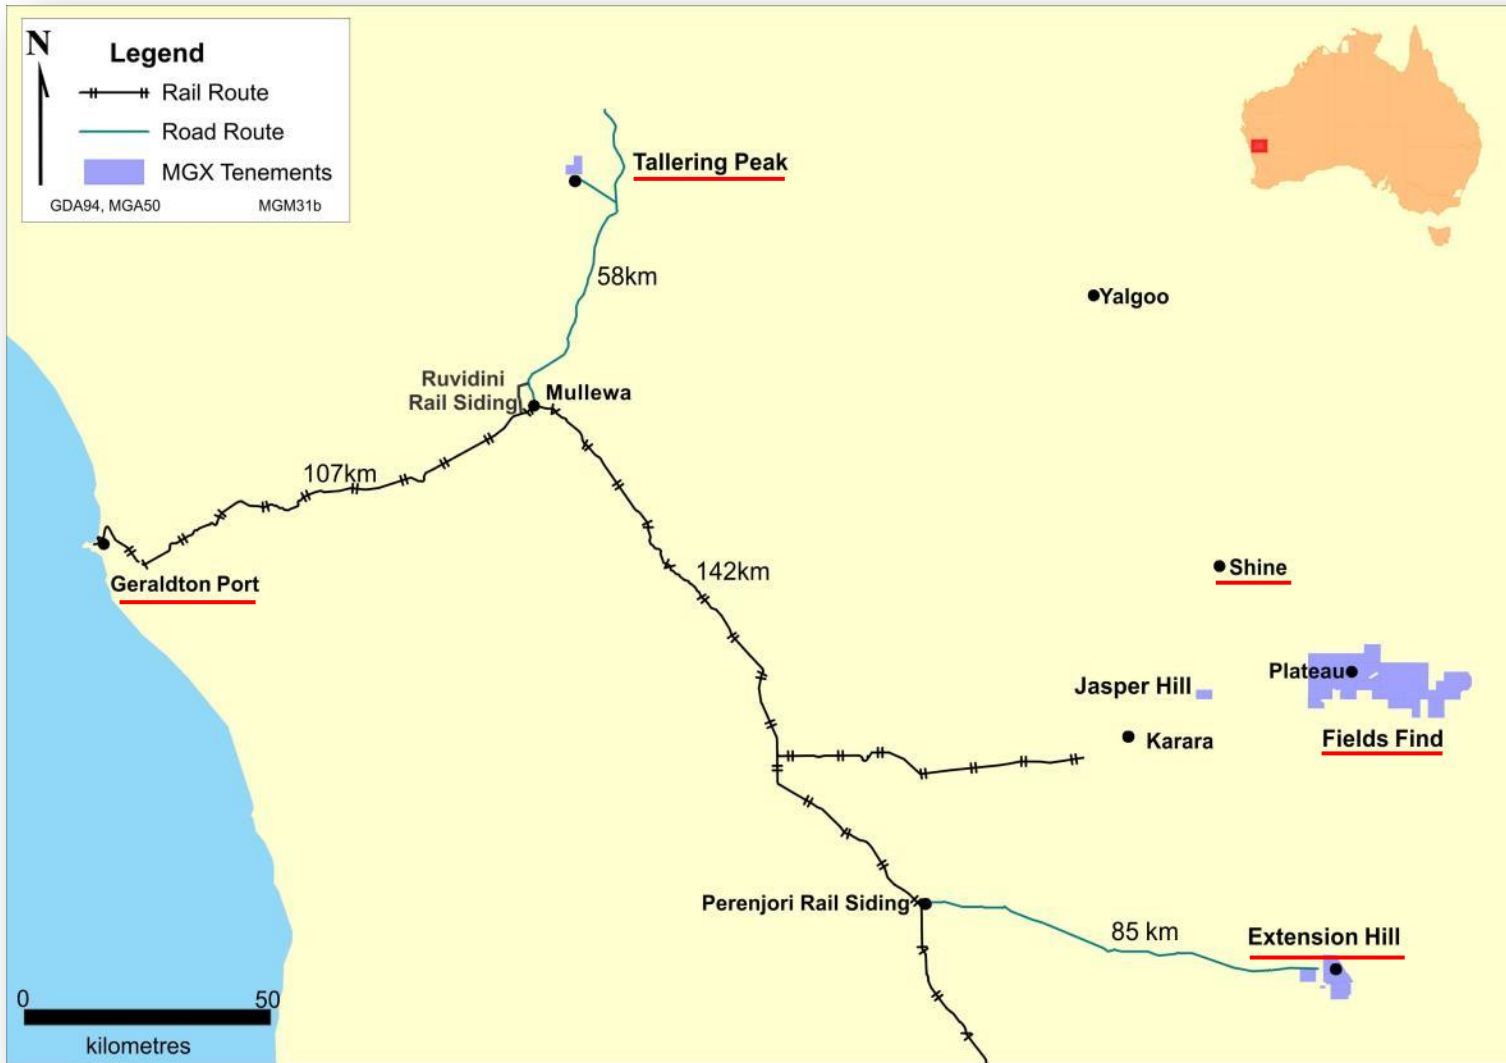 N
Legend
Rail Route
Road Route
MGX Tenements
GDA94, MGA50 MGM31b
Tallering Peak
58km
Yalgoo
Ruvidini
Rail Siding
Mullewa
107km
142km
Geraldton Port
Shine
Plateau
Jasper Hill
Karara
Fields Find
Perenjori Rail Siding
85 km
Extension Hill
0 50
kilometres